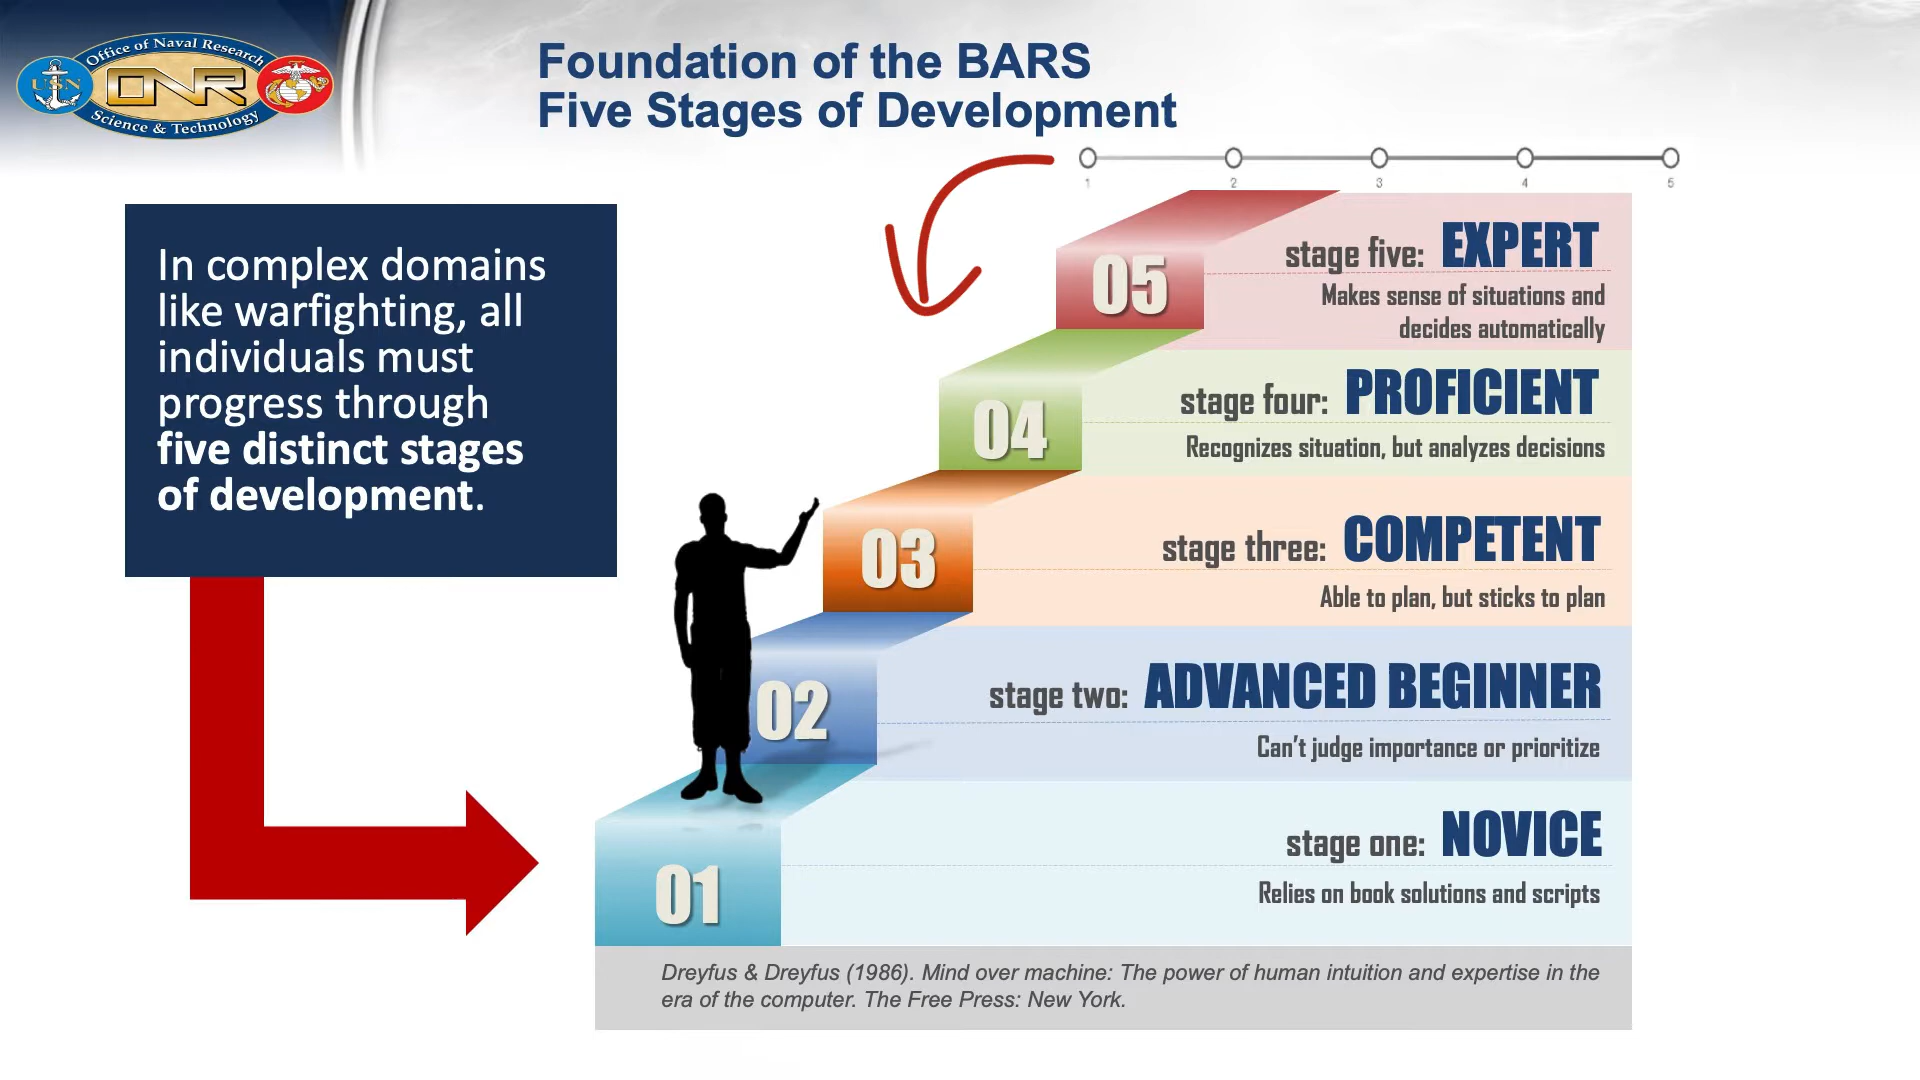 Office of Naval Research
USN
ONR
Science & Technology
Foundation of the BARS
Five Stages of Development
1 2 3 4 5
In complex domains
like warfighting, all
individuals must
progress through
five distinct stages
of development.
05
stage five: EXPERT
Makes sense of situations and
decides automatically
04
stage four: PROFICIENT
Recognizes situation, but analyzes decisions
03
stage three: COMPETENT
Able to plan, but sticks to plan
02
stage two: ADVANCED BEGINNER
Can't judge importance or prioritize
01
stage one: NOVICE
Relies on book solutions and scripts
Dreyfus & Dreyfus (1986). Mind over machine: The power of human intuition and expertise in the
era of the computer. The Free Press: New York.